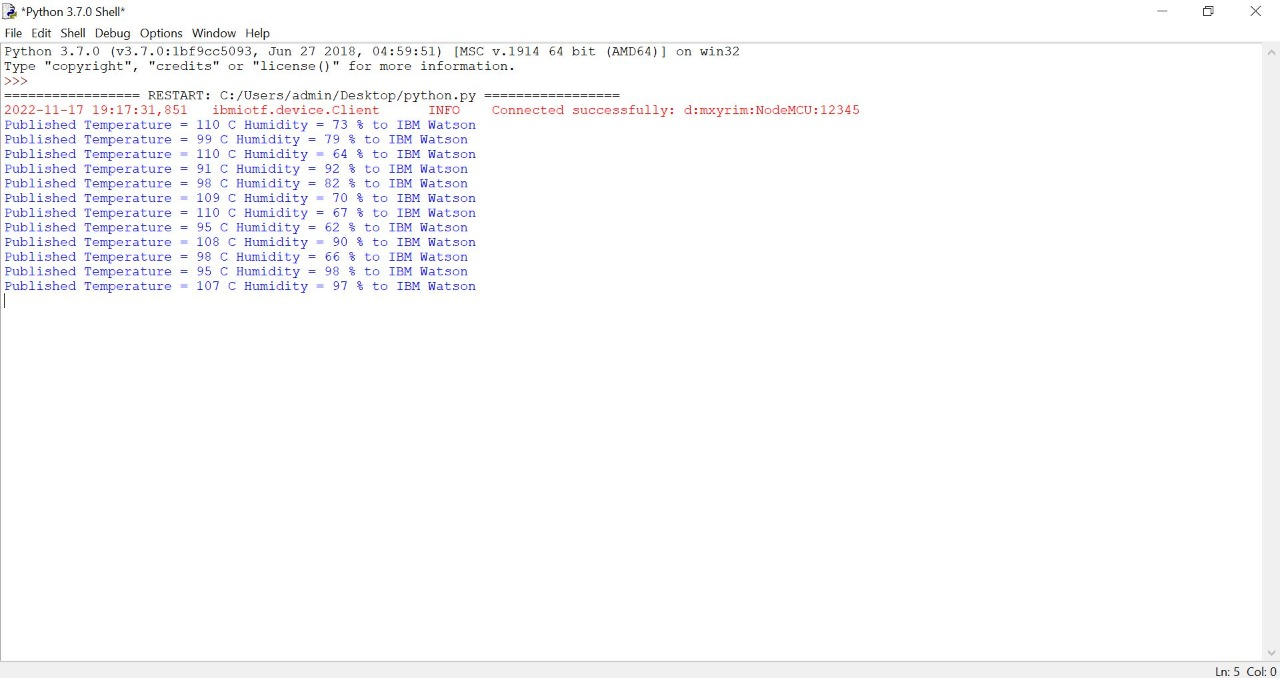 *Python 3.7.0 Shell*
File Edit Shell Debug Options Window Help
Python 3.7.0 (v3.7.0:1bf9cc5093, Jun 27 2018, 04:59:51) [MSC v.1914 64 bit (AMD64)] on win32
Type "copyright", "credits" or "license()" for more information.
>>>
================= RESTART: C:/Users/admin/Desktop/python.py =================
2022-11-17 19:17:31,851   ibmiotf.device.Client      INFO    Connected successfully: d:mxyrim:NodeMCU:12345
Published Temperature = 110 C Humidity = 73 % to IBM Watson
Published Temperature = 99 C Humidity = 79 % to IBM Watson
Published Temperature = 110 C Humidity = 64 % to IBM Watson
Published Temperature = 91 C Humidity = 92 % to IBM Watson
Published Temperature = 98 C Humidity = 82 % to IBM Watson
Published Temperature = 109 C Humidity = 70 % to IBM Watson
Published Temperature = 110 C Humidity = 67 % to IBM Watson
Published Temperature = 95 C Humidity = 62 % to IBM Watson
Published Temperature = 108 C Humidity = 90 % to IBM Watson
Published Temperature = 98 C Humidity = 66 % to IBM Watson
Published Temperature = 95 C Humidity = 98 % to IBM Watson
Published Temperature = 107 C Humidity = 97 % to IBM Watson
Ln: 5 Col: 0